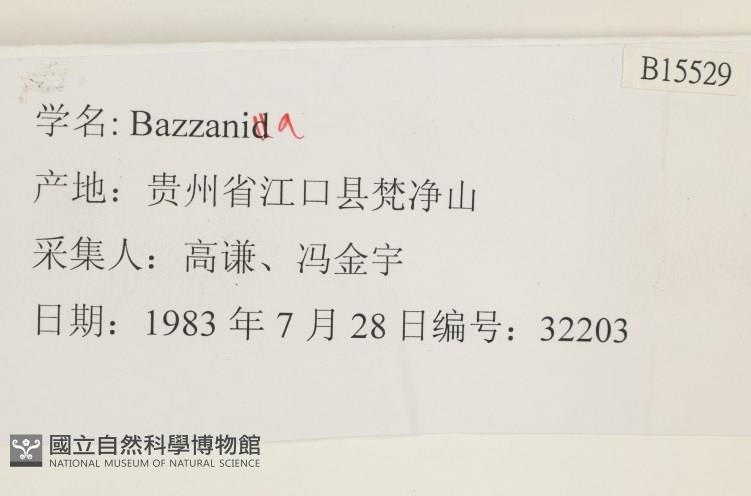 B15529
学名: Bazzanid a
产地：贵州省江口县梵净山
采集人：高谦、冯金宇
日期：1983 年 7 月 28 日编号：32203
國立自然科學博物館
NATIONAL MUSEUM OF NATURAL SCIENCE